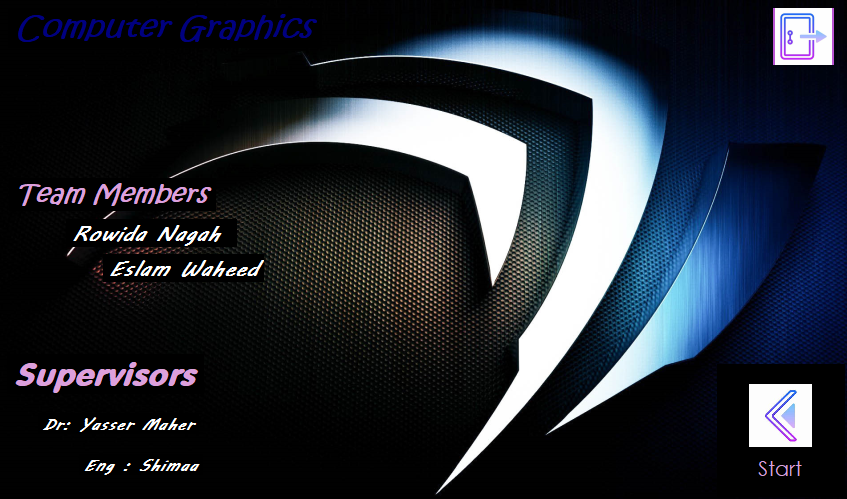 Computer Graphics
Team Members
Rowida Nagah
Eslam Waheed
Supervisors
Dr: Yasser Maher
Eng : Shimaa
Start